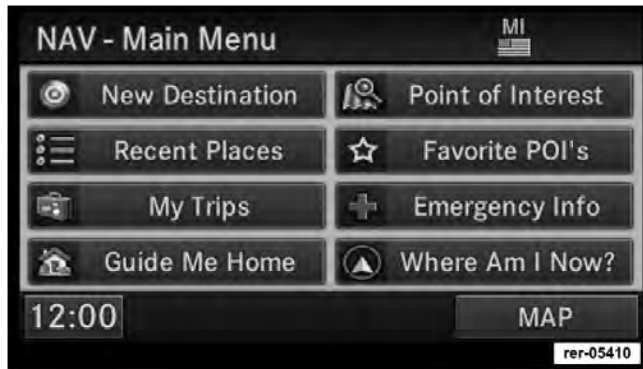 NAV - Main Menu
MI
New Destination
Point of Interest
Recent Places
Favorite POI's
My Trips
Emergency Info
Guide Me Home
Where Am I Now?
12:00
MAP
rer-05410